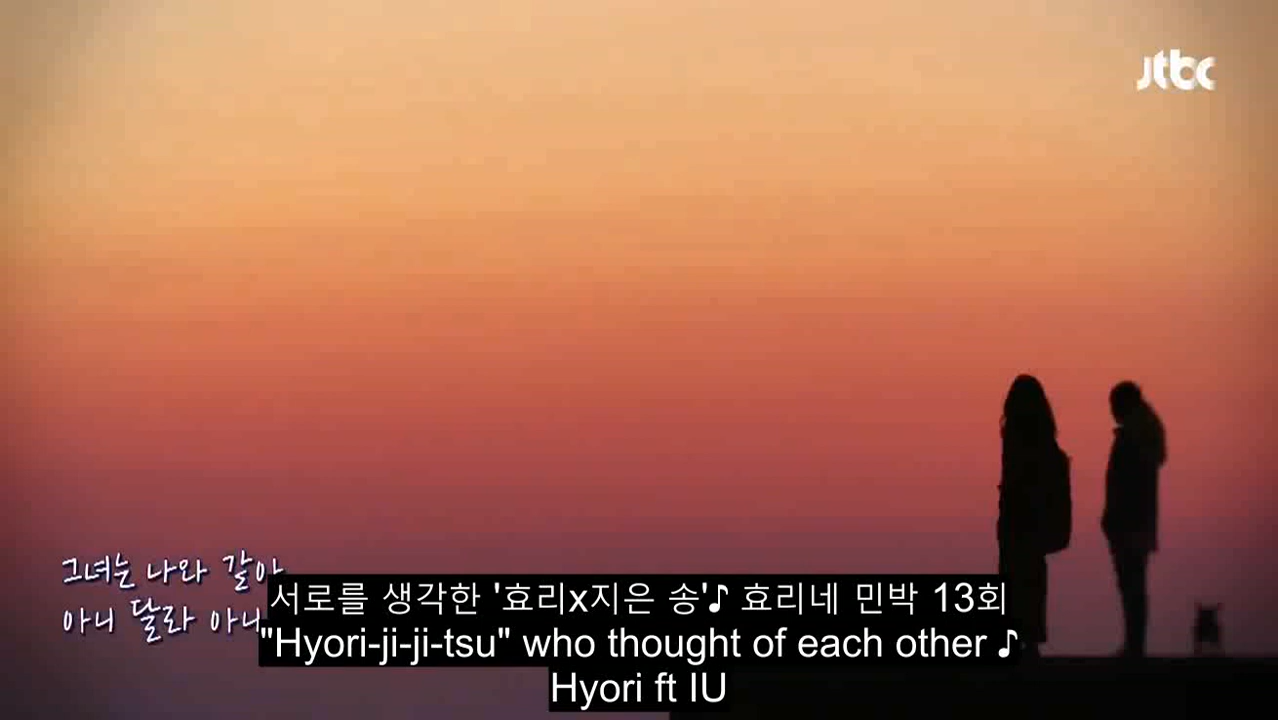 jtbc
그녀는 나와 같아
아니 달라 아니
서로를 생각한 '효리x지은 송'♪ 효리네 민박 13회
"Hyori-ji-ji-tsu" who thought of each other ♪
Hyori ft IU